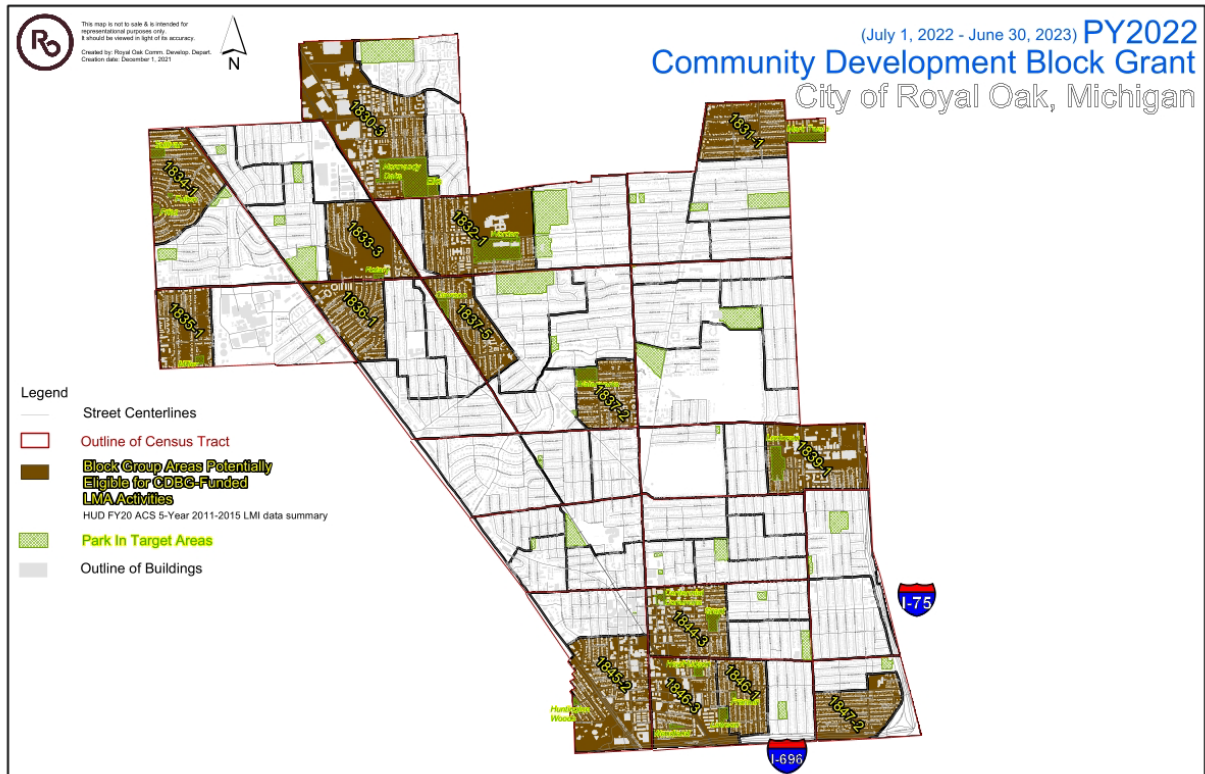 RO
This map is not to sale & is intended for
representational purposes only.
It should be viewed in light of its accuracy.
Created by: Royal Oak Comm. Develop. Depart.
Creation date: December 1, 2021
N
(July 1, 2022 - June 30, 2023) PY2022
Community Development Block Grant
City of Royal Oak, Michigan
1830-3
1831-1
1834-1
1832-1
1833-3
1835-1
1836-1
1837-5
1837-2
1839-1
1844-3
1845-2
1846-3
1846-1
1847-2
Huntington
Woods
Legend
Street Centerlines
Outline of Census Tract
Block Group Areas Potentially
Eligible for CDBG-Funded
LMA Activities
HUD FY20 ACS 5-Year 2011-2015 LMI data summary
Park In Target Areas
Outline of Buildings
I-75
I-696